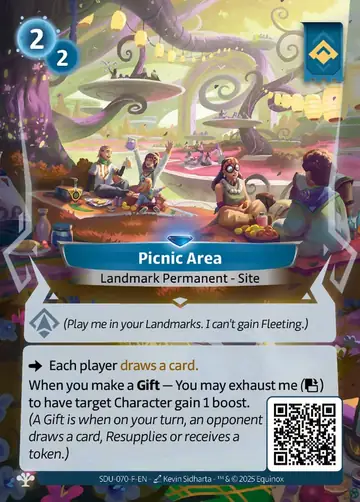 2
2
Picnic Area
Landmark Permanent - Site
(Play me in your Landmarks. I can't gain Fleeting.)
Each player draws a card.
When you make a Gift — You may exhaust me ( )
to have target Character gain 1 boost.
(A Gift is when on your turn, an opponent
draws a card, Resupplies or receives a
token.)
SDU-070-F-EN - Kevin Sidharta - ™ & © 2025 Equinox